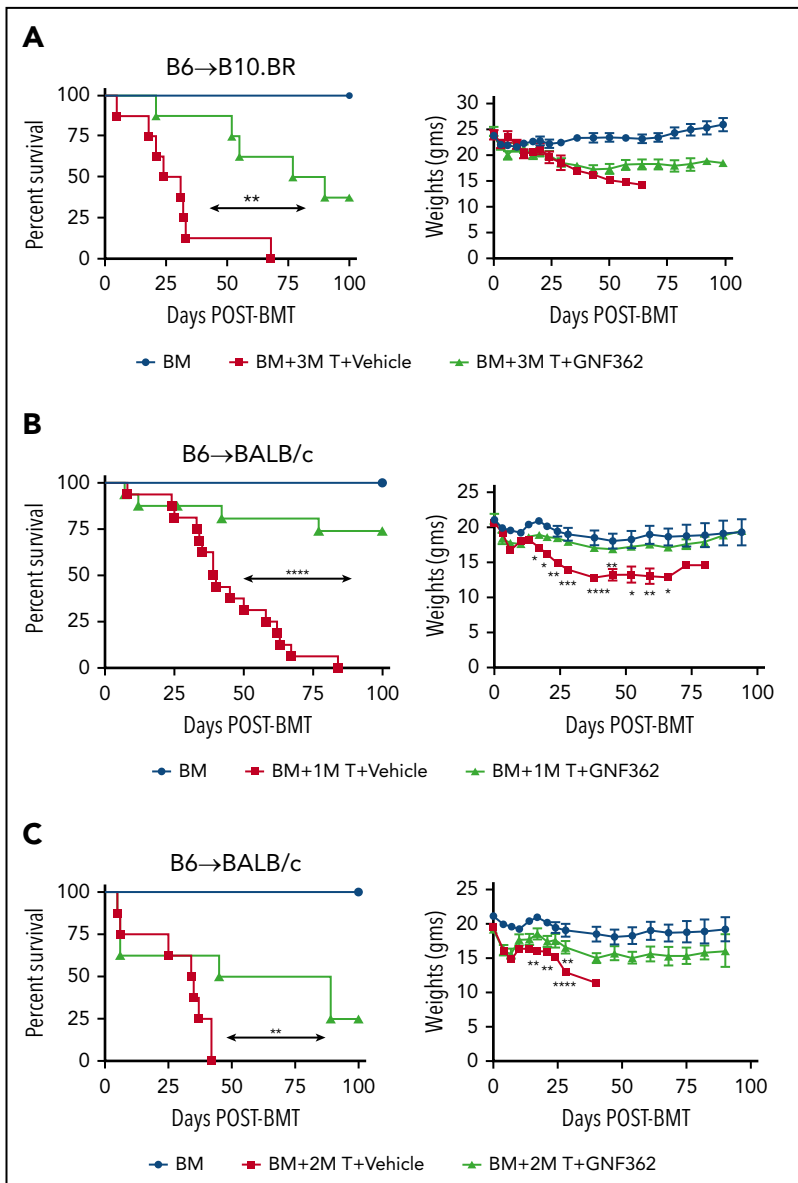 A
B6→B10.BR
100
75
50
25
0
Percent survival
**
0 25 50 75 100
Days POST-BMT
30
25
20
15
10
5
0
Weights (gms)
0 25 50 75 100
Days POST-BMT
BM BM+3M T+Vehicle BM+3M T+GNF362
B
B6→BALB/c
100
75
50
25
0
Percent survival
****
0 25 50 75 100
Days POST-BMT
25
20
15
10
5
0
Weights (gms)
* * ** *** **** ** * ** *
0 25 50 75 100
Days POST-BMT
BM BM+1M T+Vehicle BM+1M T+GNF362
C
B6→BALB/c
100
75
50
25
0
Percent survival
**
0 25 50 75 100
Days POST-BMT
25
20
15
10
5
0
Weights (gms)
** ** ** ****
0 25 50 75 100
Days POST-BMT
BM BM+2M T+Vehicle BM+2M T+GNF362